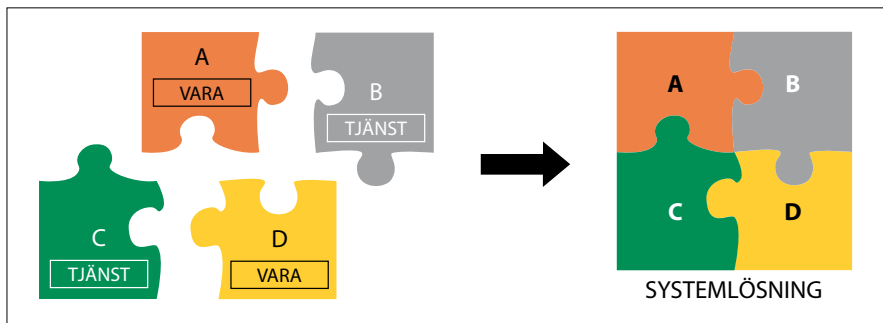 A
VARA
B
TJÄNST
C
TJÄNST
D
VARA
A
B
C
D
SYSTEMLÖSNING